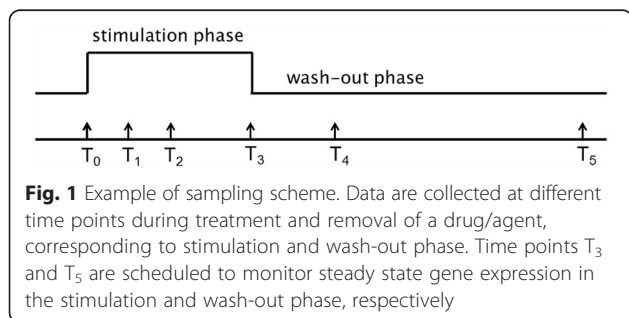 stimulation phase
wash-out phase
T₀ T₁ T₂ T₃ T₄ T₅
Fig. 1 Example of sampling scheme. Data are collected at different
time points during treatment and removal of a drug/agent,
corresponding to stimulation and wash-out phase. Time points T₃
and T₅ are scheduled to monitor steady state gene expression in
the stimulation and wash-out phase, respectively